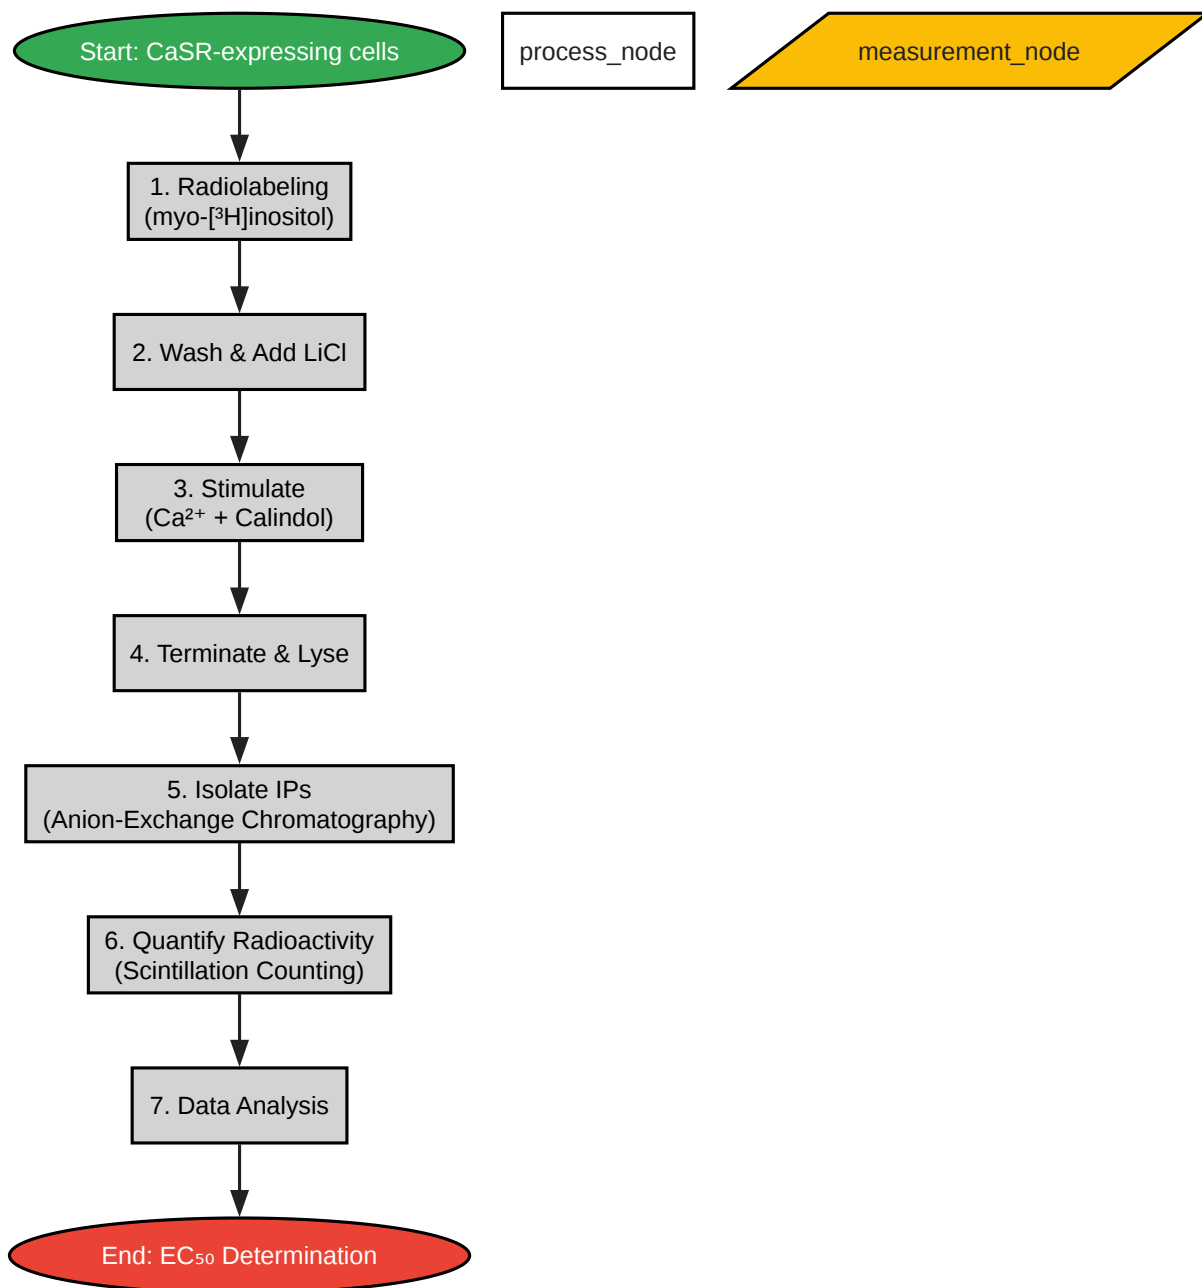 Start: CaSR-expressing cells
process_node
measurement_node
1. Radiolabeling
(myo-[³H]inositol)
2. Wash & Add LiCl
3. Stimulate
(Ca²⁺ + Calindol)
4. Terminate & Lyse
5. Isolate IPs
(Anion-Exchange Chromatography)
6. Quantify Radioactivity
(Scintillation Counting)
7. Data Analysis
End: EC₅₀ Determination